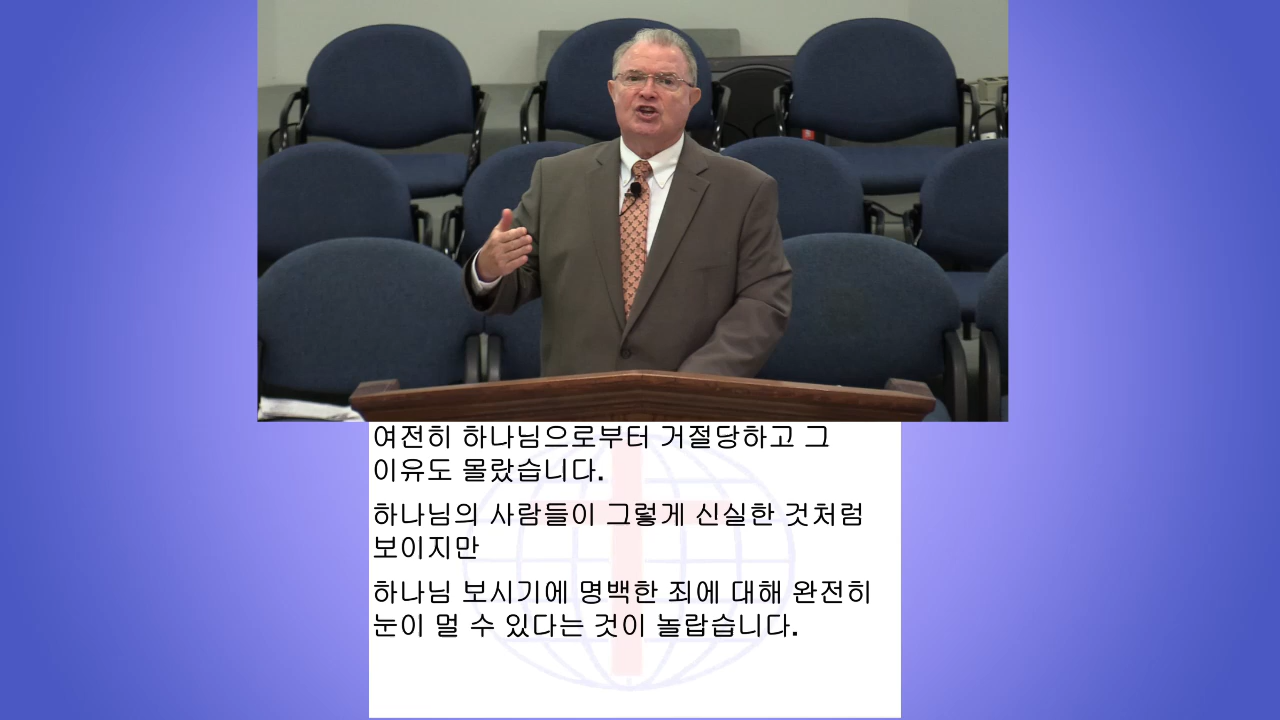 여전히 하나님으로부터 거절당하고 그
이유도 몰랐습니다.
하나님의 사람들이 그렇게 신실한 것처럼
보이지만
하나님 보시기에 명백한 죄에 대해 완전히
눈이 멀 수 있다는 것이 놀랍습니다.